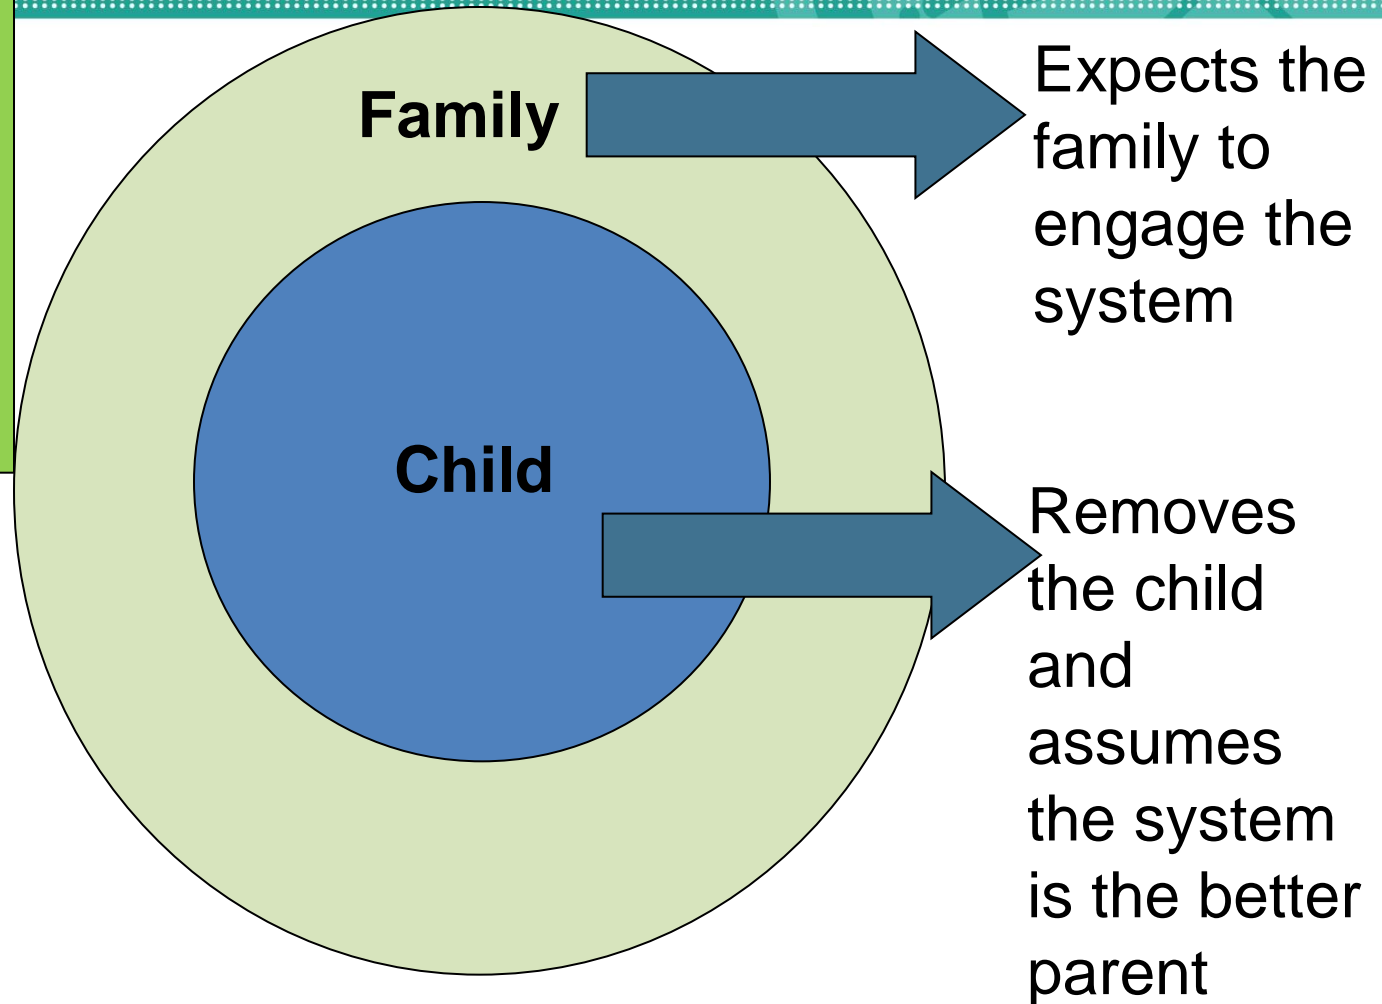 Family
Expects the
family to
engage the
system
Child
Removes
the child
and
assumes
the system
is the better
parent